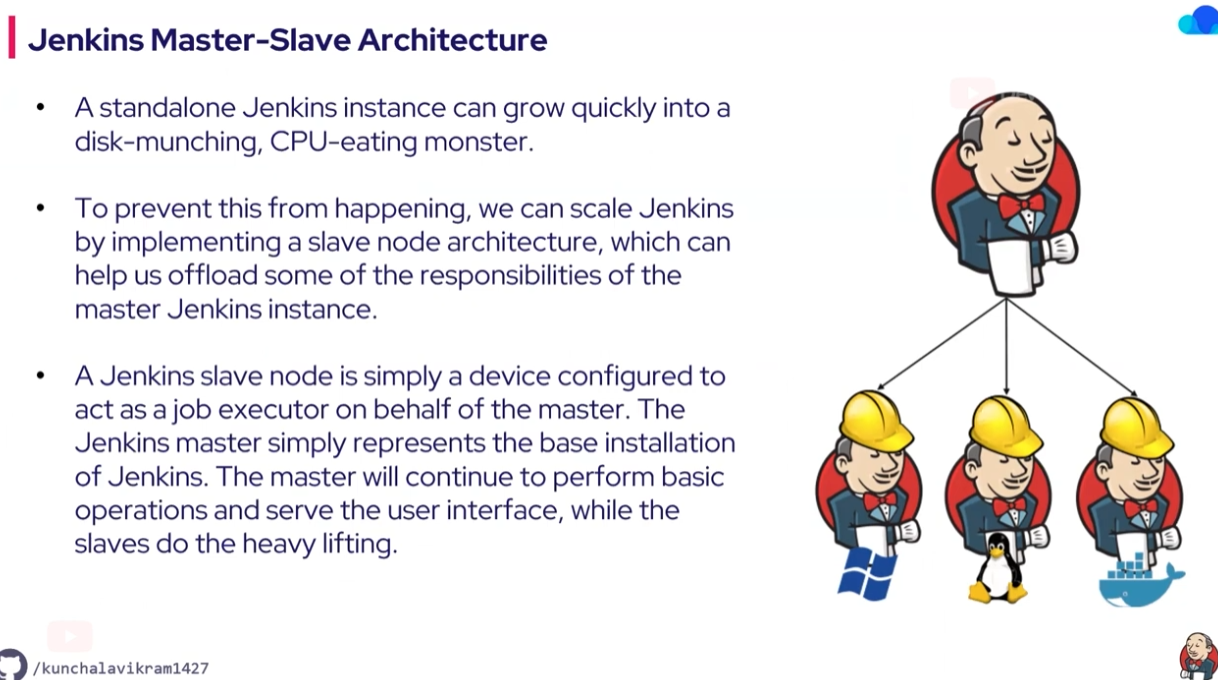 Jenkins Master-Slave Architecture
• A standalone Jenkins instance can grow quickly into a
disk-munching, CPU-eating monster.
• To prevent this from happening, we can scale Jenkins
by implementing a slave node architecture, which can
help us offload some of the responsibilities of the
master Jenkins instance.
• A Jenkins slave node is simply a device configured to
act as a job executor on behalf of the master. The
Jenkins master simply represents the base installation
of Jenkins. The master will continue to perform basic
operations and serve the user interface, while the
slaves do the heavy lifting.
/kunchalavikram1427